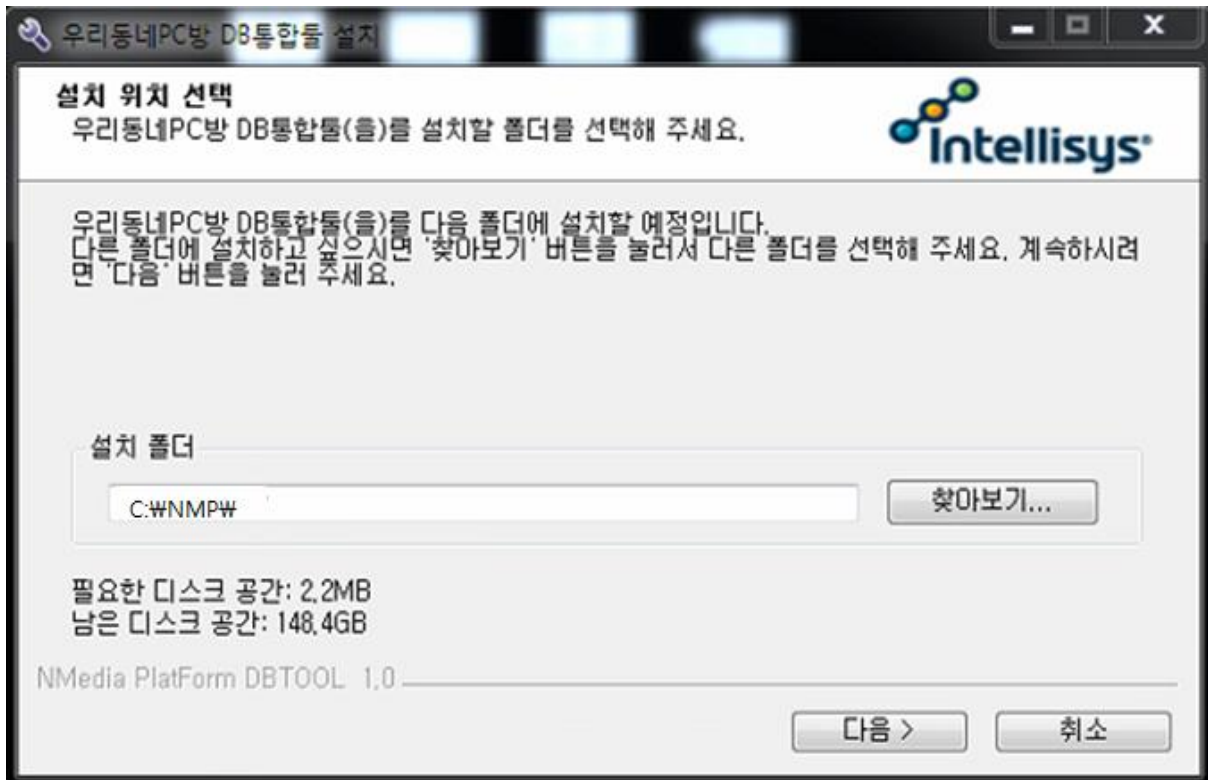 우리동네PC방 DB통합툴 설치
설치 위치 선택
우리동네PC방 DB통합툴(을)를 설치할 폴더를 선택해 주세요.
Intellisys
우리동네PC방 DB통합툴(을)를 다음 폴더에 설치할 예정입니다.
다른 폴더에 설치하고 싶으시면 '찾아보기' 버튼을 눌러서 다른 폴더를 선택해 주세요. 계속하시려
면 '다음' 버튼을 눌러 주세요.
설치 폴더
C:₩NMP₩
찾아보기...
필요한 디스크 공간: 2.2MB
남은 디스크 공간: 148.4GB
NMedia PlatForm DBTOOL 1.0
다음 >
취소